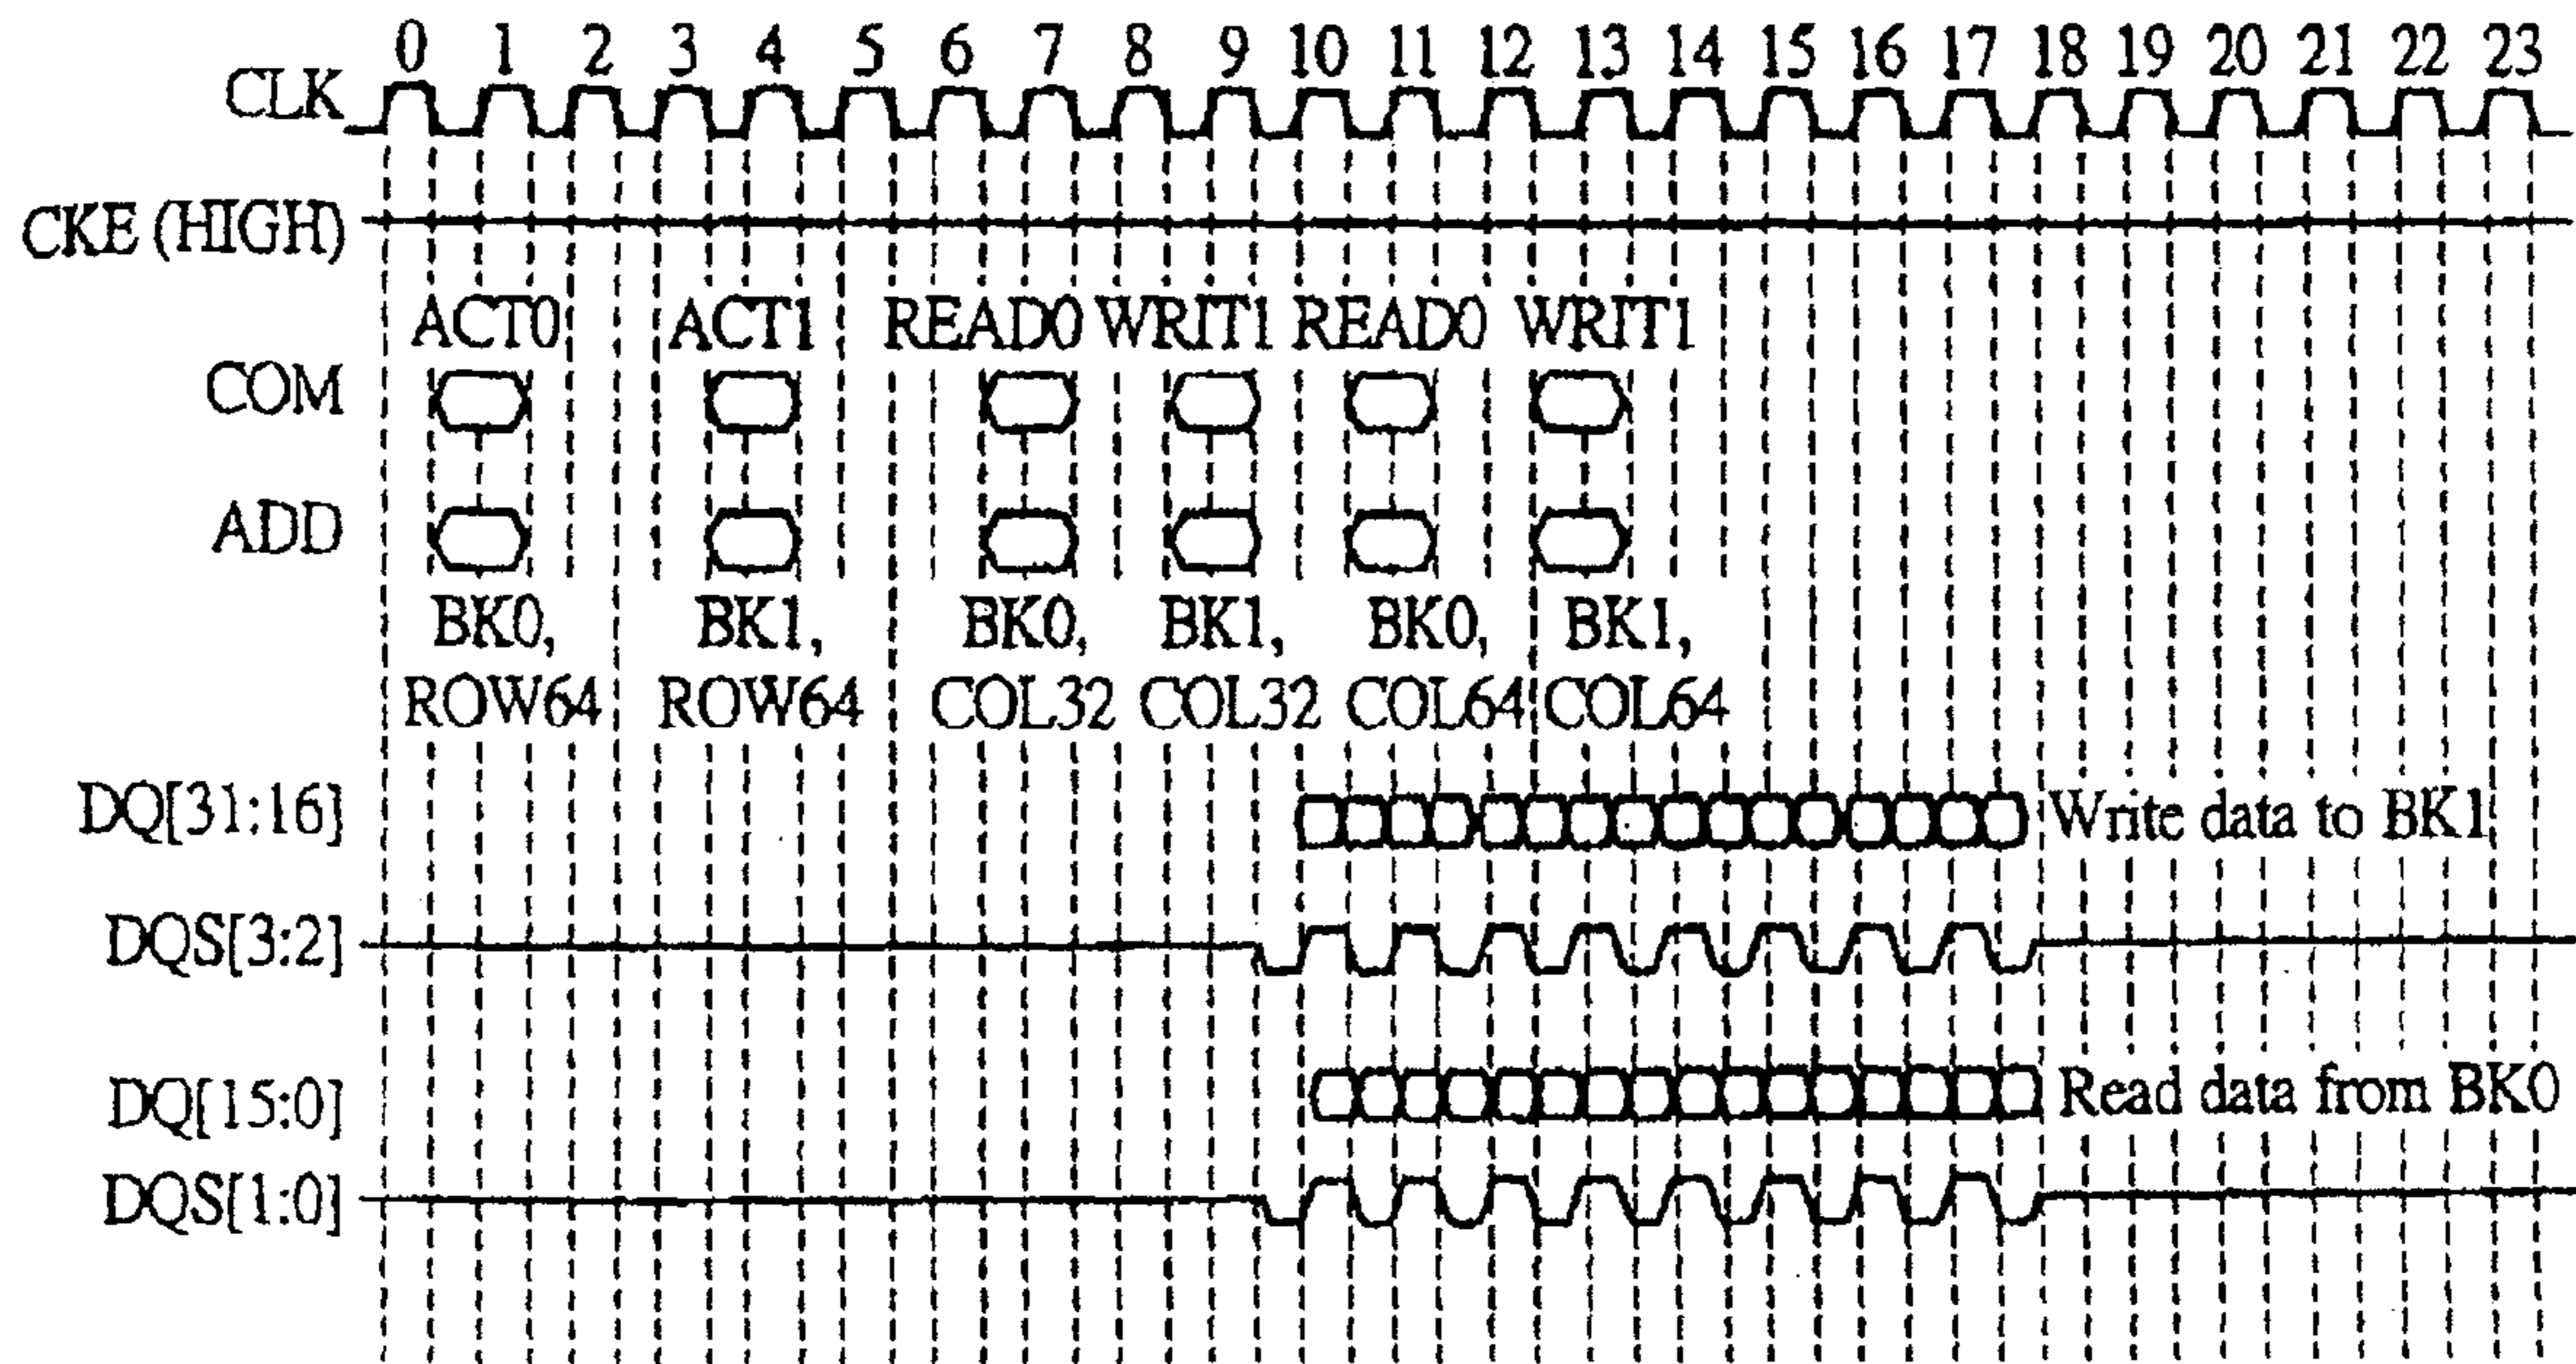 0 1 2 3 4 5 6 7 8 9 10 11 12 13 14 15 16 17 18 19 20 21 22 23
CLK
CKE (HIGH)
ACT0 ACT1 READ0 WRIT1 READ0 WRIT1
COM
ADD
BK0, BK1, BK0, BK1, BK0, BK1,
ROW64 ROW64 COL32 COL32 COL64 COL64
DQ[31:16] Write data to BK1
DQS[3:2]
DQ[15:0] Read data from BK0
DQS[1:0]